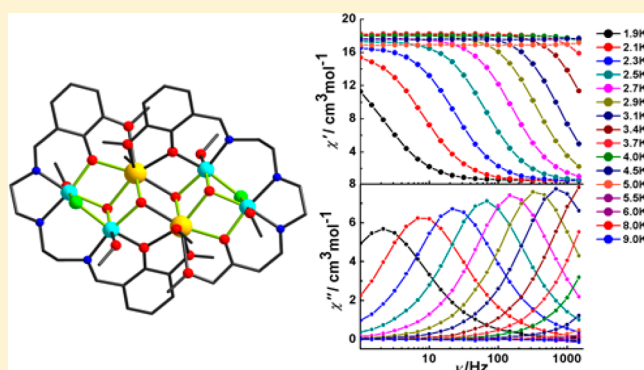 20
16
12
8
4
χ′/ cm³mol⁻¹
8
6
4
2
0
χ″/ cm³mol⁻¹
10
100
1000
ν/Hz
1.9K
2.1K
2.3K
2.5K
2.7K
2.9K
3.1K
3.4K
3.7K
4.0K
4.5K
5.0K
5.5K
6.0K
8.0K
9.0K